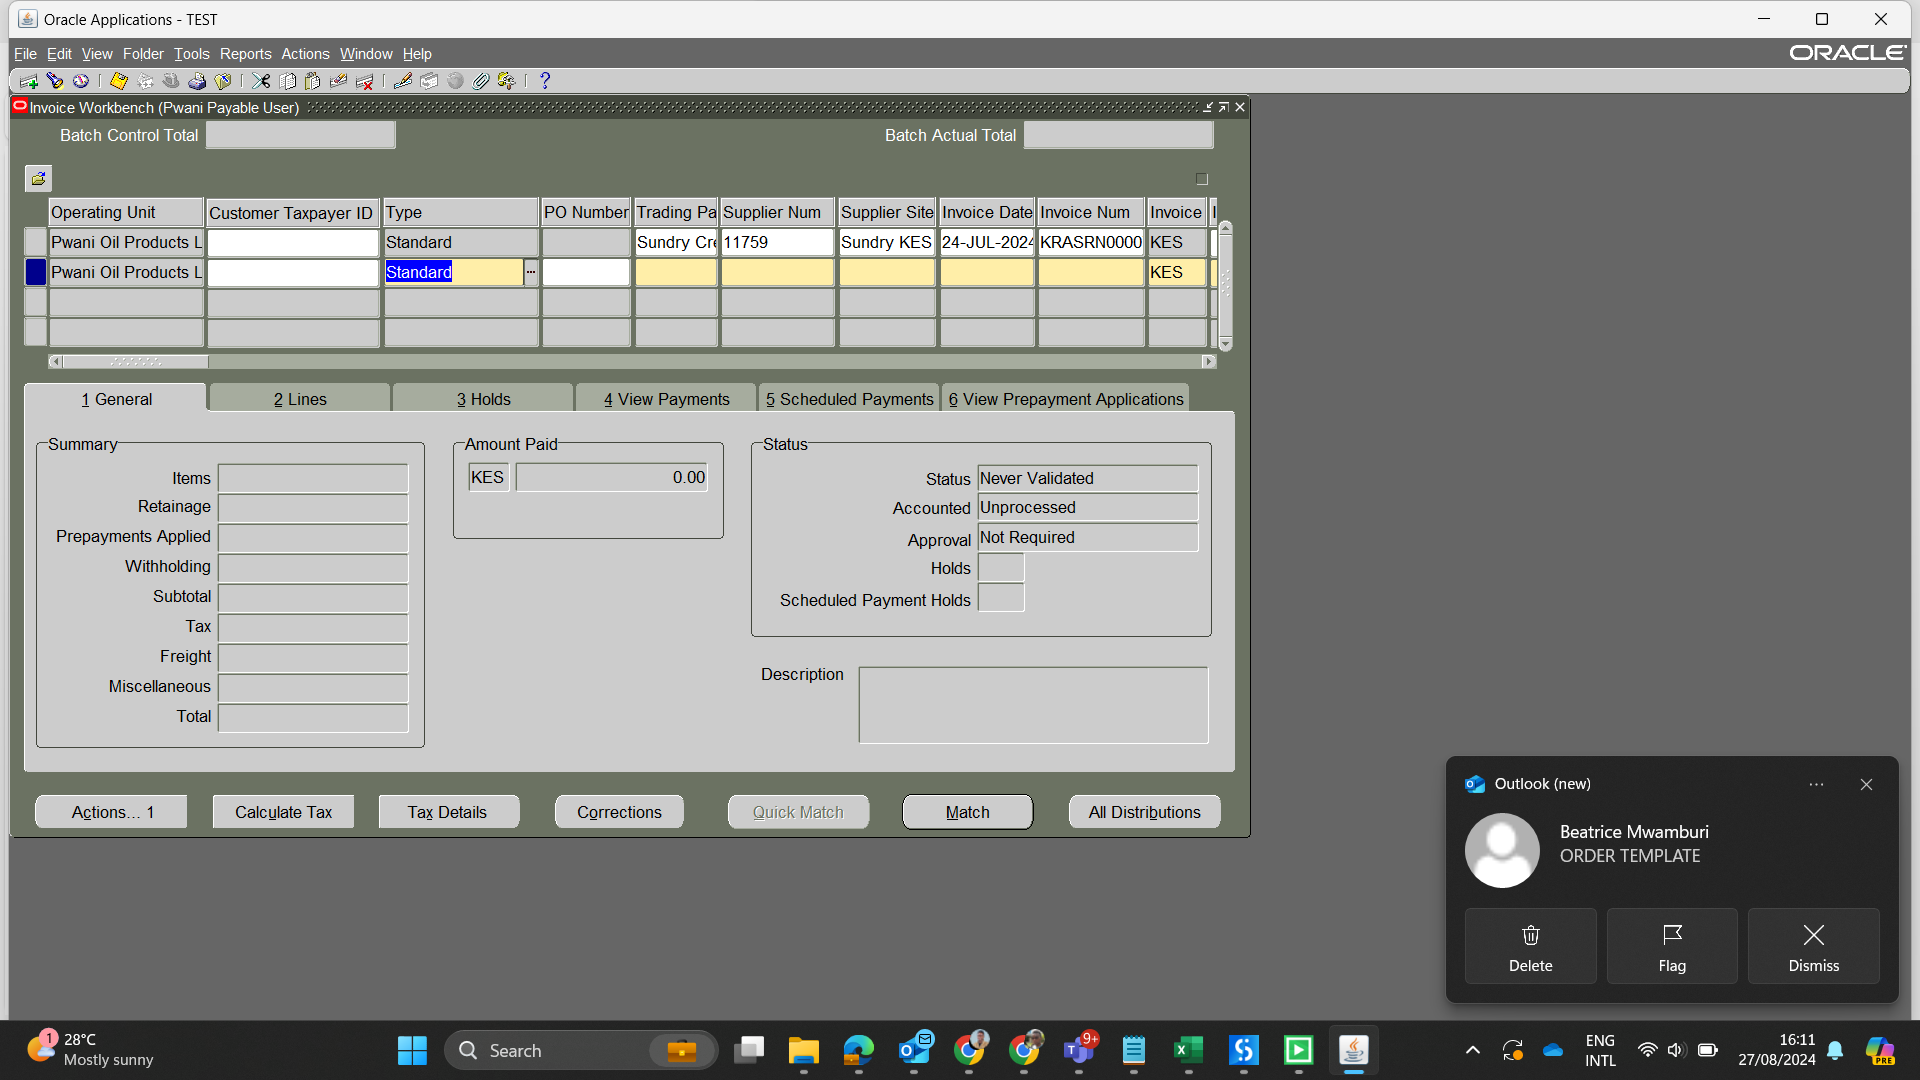 Oracle Applications - TEST
File Edit View Folder Tools Reports Actions Window Help
ORACLE
Invoice Workbench (Pwani Payable User)
Batch Control Total
Batch Actual Total
Operating Unit Customer Taxpayer ID Type PO Number Trading Pa Supplier Num Supplier Site Invoice Date Invoice Num Invoice I
Pwani Oil Products L Standard Sundry Cre 11759 Sundry KES 24-JUL-2024 KRASRN0000 KES
Pwani Oil Products L Standard ... KES
1 General 2 Lines 3 Holds 4 View Payments 5 Scheduled Payments 6 View Prepayment Applications
Summary
Items
Retainage
Prepayments Applied
Withholding
Subtotal
Tax
Freight
Miscellaneous
Total
Amount Paid
KES 0.00
Status
Status Never Validated
Accounted Unprocessed
Approval Not Required
Holds
Scheduled Payment Holds
Description
Actions... 1 Calculate Tax Tax Details Corrections Quick Match Match All Distributions
Outlook (new)
Beatrice Mwamburi
ORDER TEMPLATE
Delete Flag Dismiss
1
28°C
Mostly sunny
Search
9+
ENG
INTL
16:11
27/08/2024
PRE